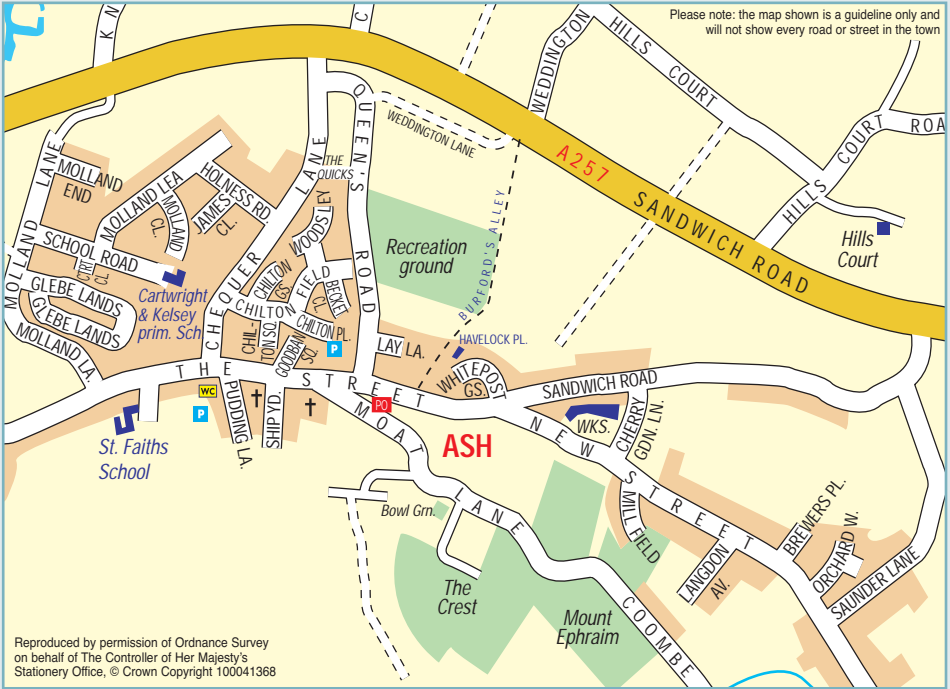 Please note: the map shown is a guideline only and
will not show every road or street in the town
K N
C
WEDDINGTON
HILLS COURT
HILLS COURT ROA
A257 SANDWICH ROAD
WEDDINGTON LANE
QUEEN'S ROAD
THE
QUICKS
MOLLAND LANE
MOLLAND
END
MOLLAND LEA
HOLNESS RD.
MOLLAND
CL.
JAMES
CL.
CHEQUER LANE
WOODSLEY
BURFORD'S ALLEY
Recreation
ground
Hills
Court
SCHOOL ROAD
CTRI
CL
GLEBE LANDS
GLEBE LANDS
MOLLAND LA.
Cartwright
& Kelsey
prim. Sch.
CHILTON
GS.
FIELD
CL.
BECKET
CHILTON
CHILTON PL.
CHIL-
TON SQ.
GOODBAN
SQ.
P
LAY LA.
HAVELOCK PL.
WHITEPOST
GS.
SANDWICH ROAD
THE STREET
WC
P
PUDDING LA.
SHIP YD.
PO
MOAT LANE
ASH
WKS.
CHERRY
GDN. LN.
NEW STREET
St. Faiths
School
Bowl Grn.
MILL FIELD
BREWERS PL.
ORCHARD W.
LANGDON
AV.
SAUNDER LANE
The
Crest
Mount
Ephraim
COOMBE
Reproduced by permission of Ordnance Survey
on behalf of The Controller of Her Majesty's
Stationery Office, © Crown Copyright 100041368